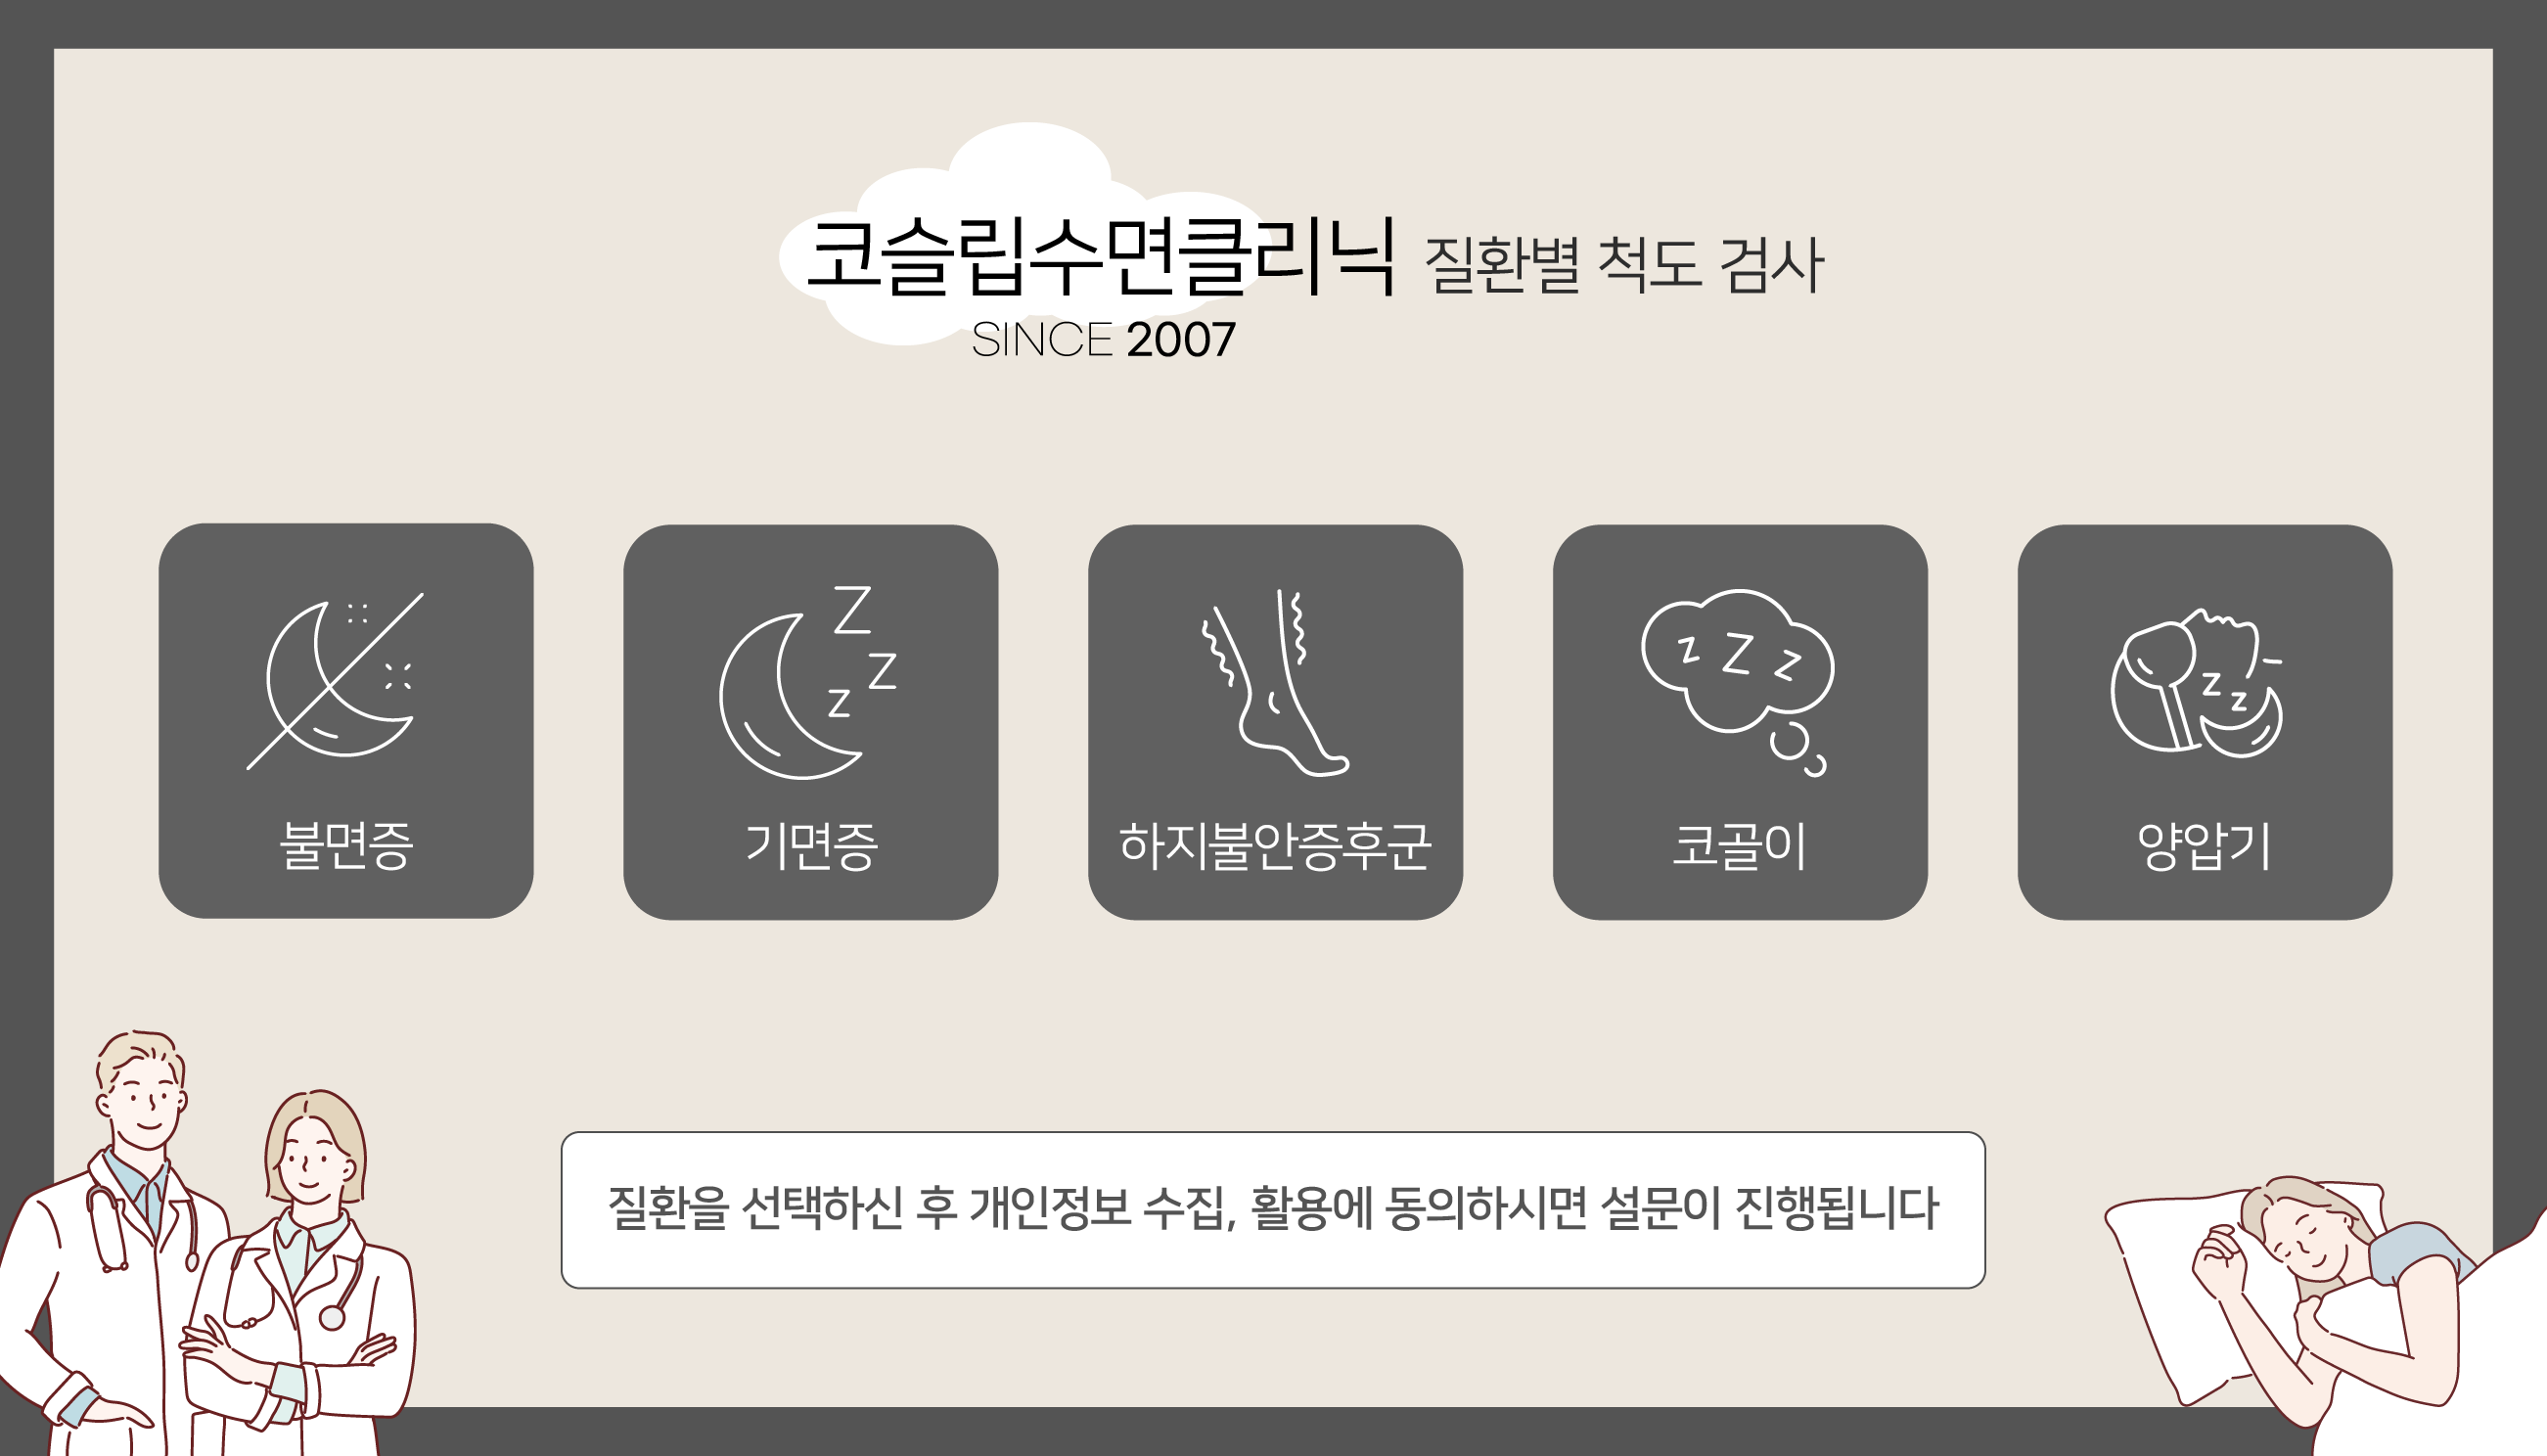 코슬립수면클리닉 질환별 척도 검사
SINCE 2007
불면증
기면증
하지불안증후군
코골이
양압기
질환을 선택하신 후 개인정보 수집, 활용에 동의하시면 설문이 진행됩니다